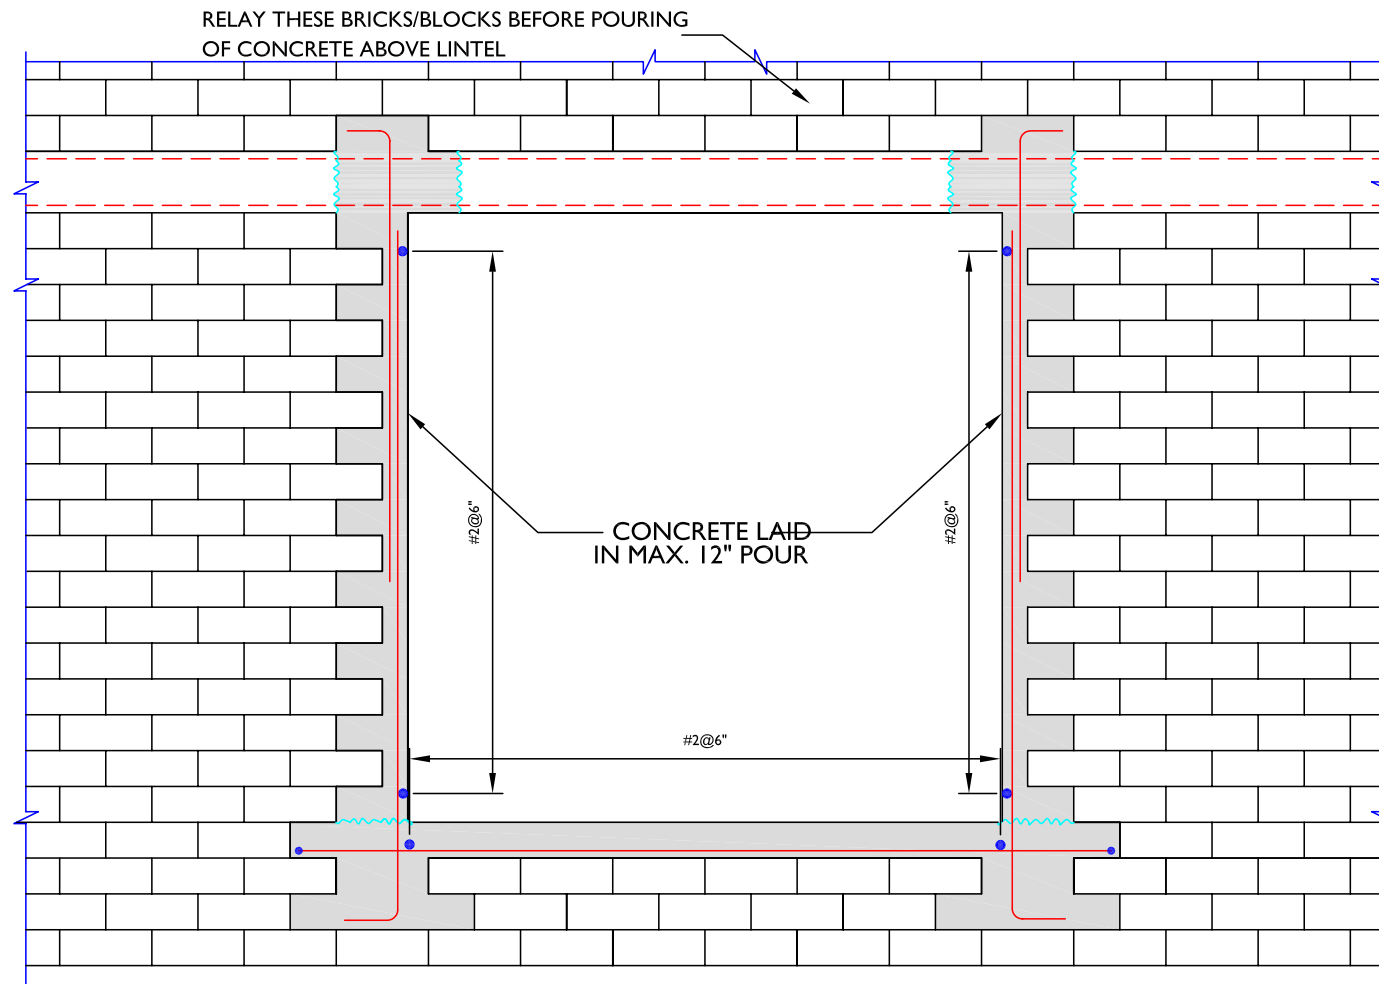 RELAY THESE BRICKS/BLOCKS BEFORE POURING
OF CONCRETE ABOVE LINTEL
#2@6"
CONCRETE LAID
IN MAX. 12" POUR
#2@6"
#2@6"